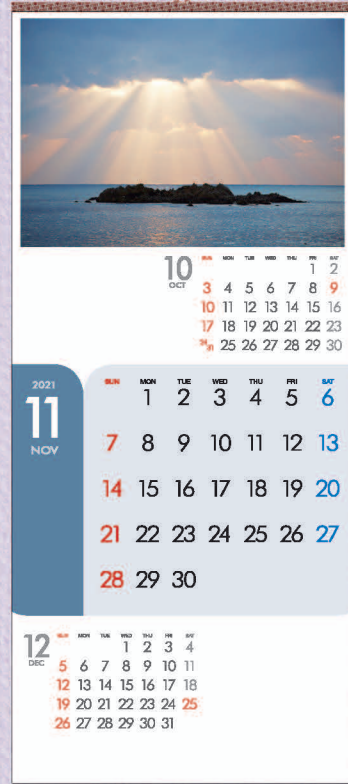 10
OCT
SUN MON TUE WED THU FRI SAT
1 2
3 4 5 6 7 8 9
10 11 12 13 14 15 16
17 18 19 20 21 22 23
24/31 25 26 27 28 29 30
2021
11
NOV
SUN MON TUE WED THU FRI SAT
1 2 3 4 5 6
7 8 9 10 11 12 13
14 15 16 17 18 19 20
21 22 23 24 25 26 27
28 29 30
12
DEC
SUN MON TUE WED THU FRI SAT
1 2 3 4
5 6 7 8 9 10 11
12 13 14 15 16 17 18
19 20 21 22 23 24 25
26 27 28 29 30 31